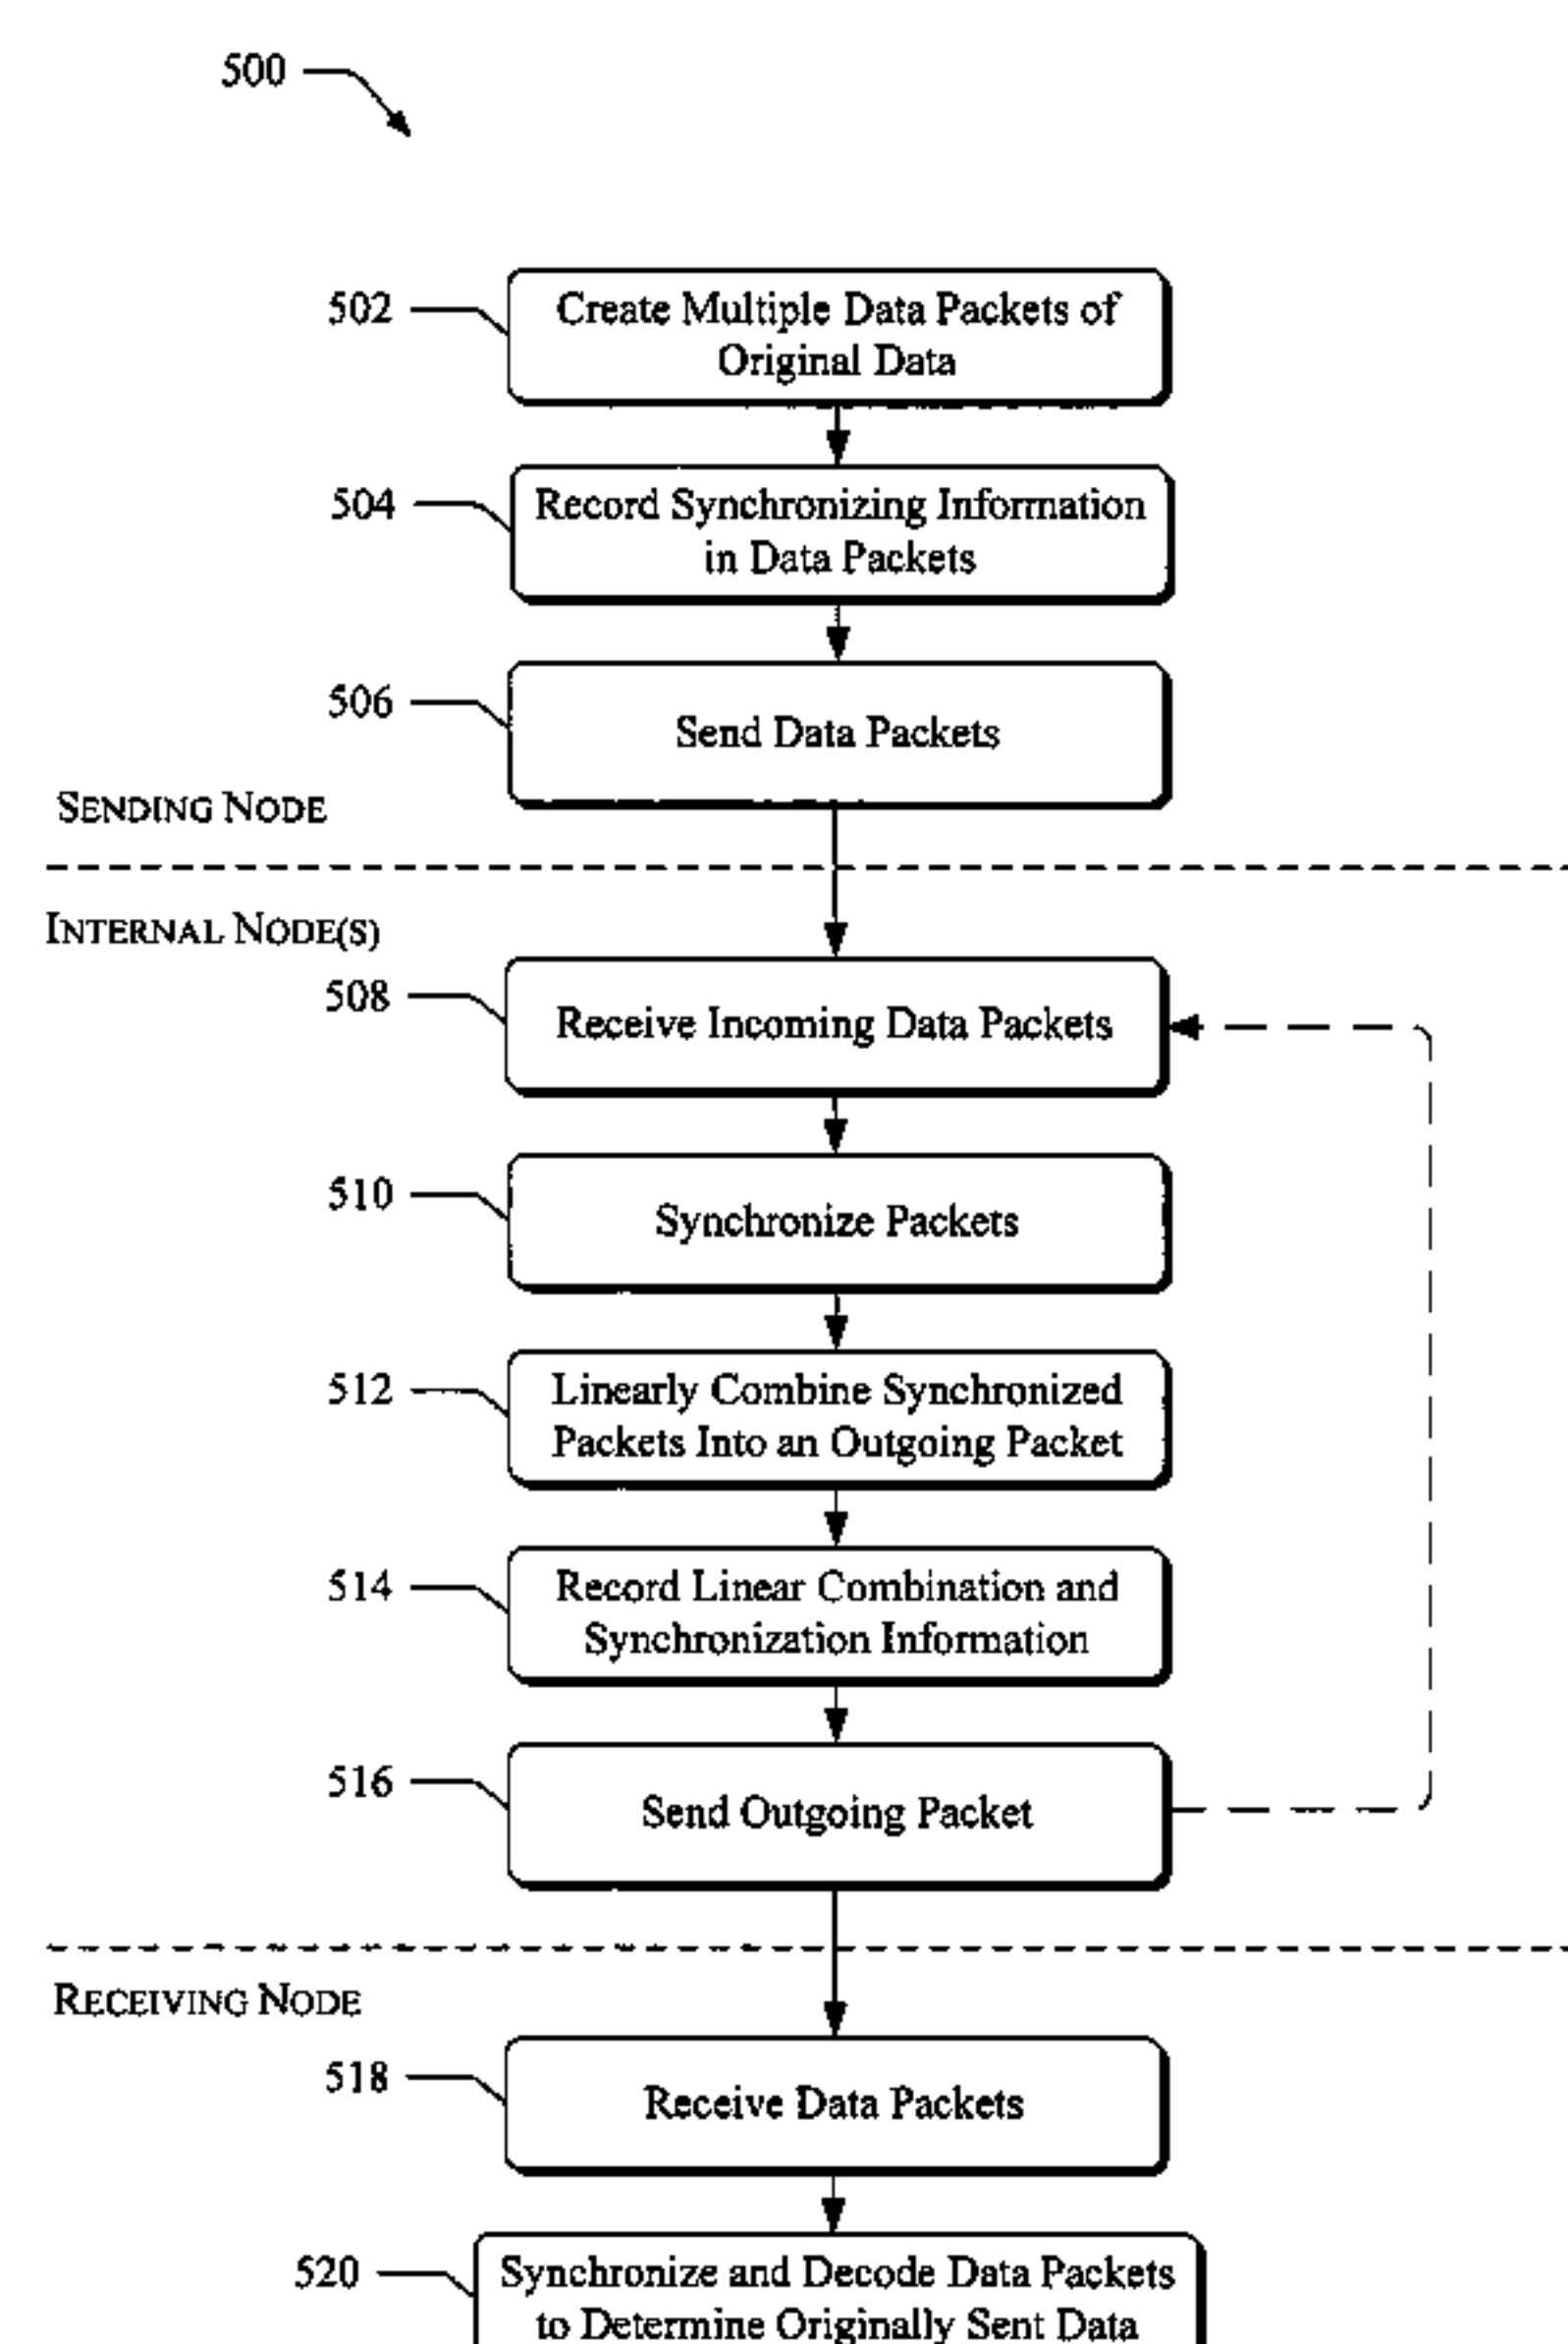 500
502
Create Multiple Data Packets of
Original Data
504
Record Synchronizing Information
in Data Packets
506
Send Data Packets
SENDING NODE
INTERNAL NODE(S)
508
Receive Incoming Data Packets
510
Synchronize Packets
512
Linearly Combine Synchronized
Packets Into an Outgoing Packet
514
Record Linear Combination and
Synchronization Information
516
Send Outgoing Packet
RECEIVING NODE
518
Receive Data Packets
520
Synchronize and Decode Data Packets
to Determine Originally Sent Data